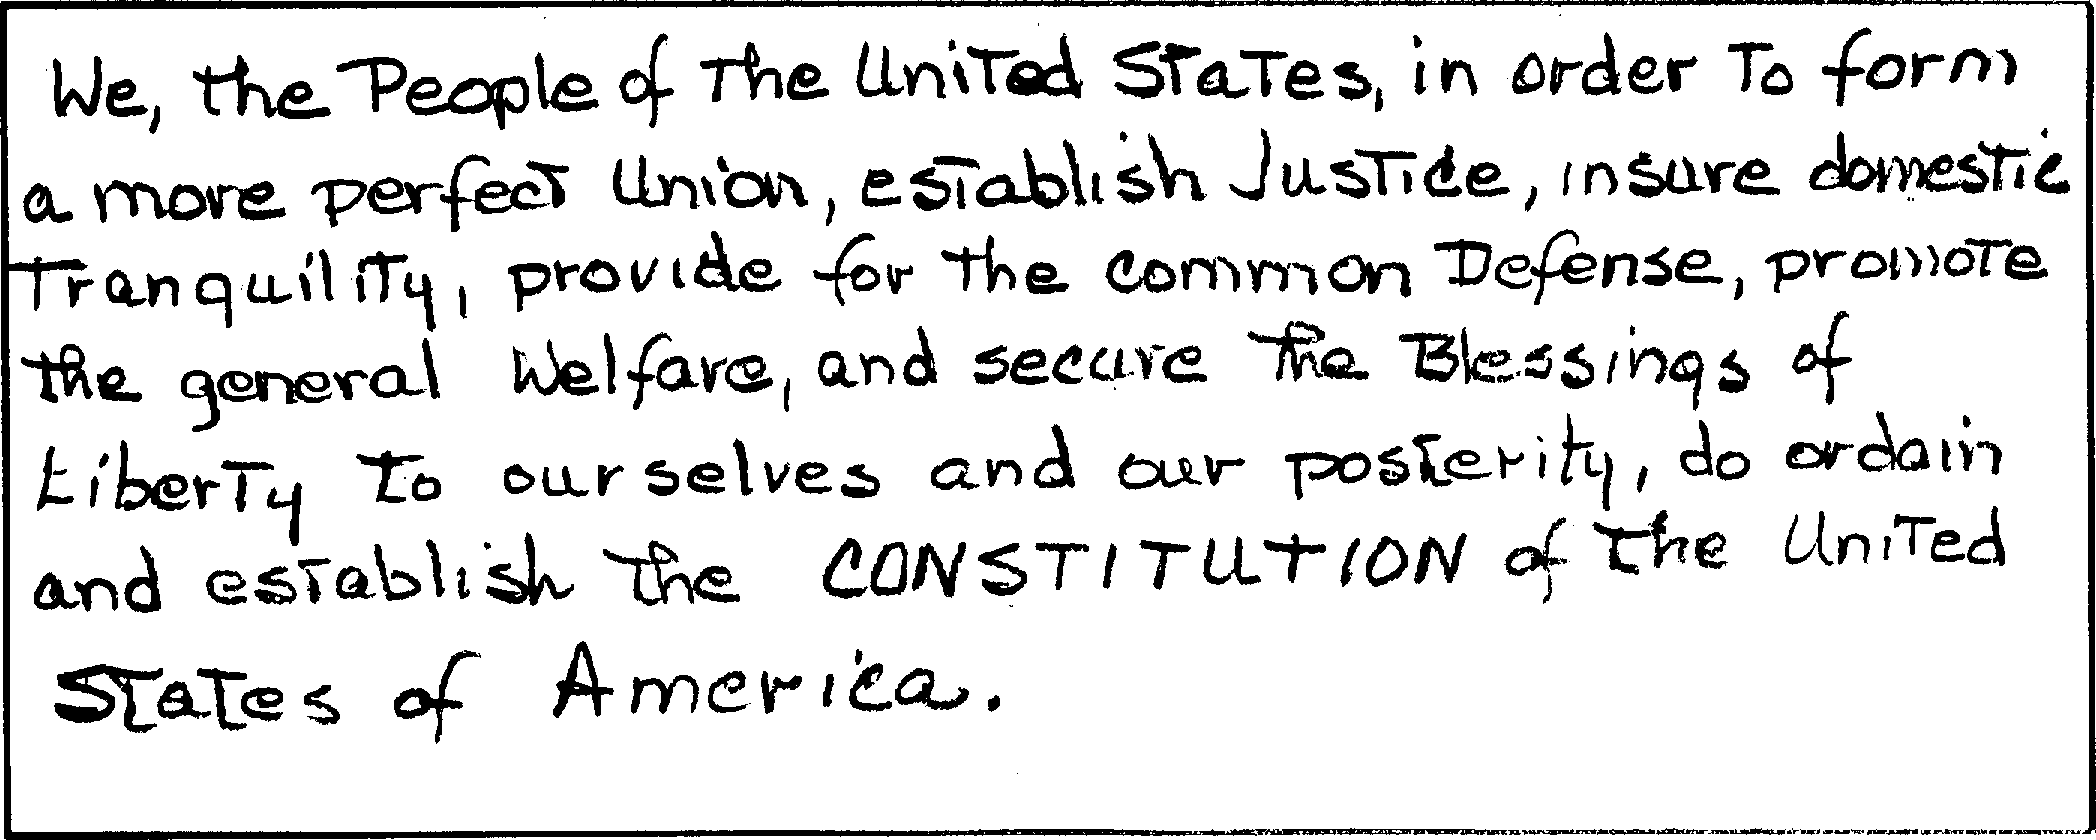 We, the People of the United States, in order to form
a more perfect Union, establish Justice, insure domestic
Tranquility, provide for the common Defense, promote
the general Welfare, and secure the Blessings of
Liberty to ourselves and our posterity, do ordain
and establish the CONSTITUTION of the United
States of America.